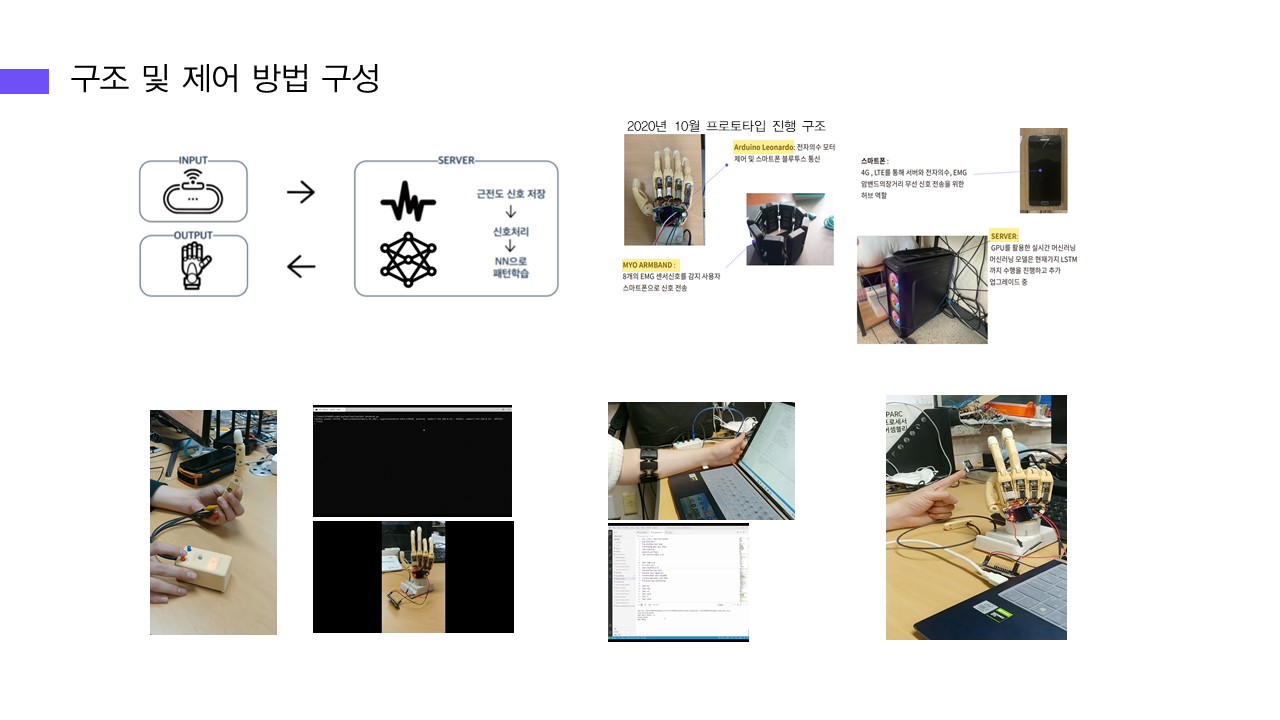 구조 및 제어 방법 구성
INPUT
OUTPUT
SERVER
근전도 신호 저장
신호처리
NN으로
패턴학습
2020년 10월 프로토타입 진행 구조
Arduino Leonardo: 전자의수 모터
제어 및 스마트폰 블루투스 통신
MYO ARMBAND :
8개의 EMG 센서신호를 감지 사용자
스마트폰으로 신호 전송
스마트폰 :
4G , LTE를 통해 서버와 전자의수, EMG
암밴드의장거리 무선 신호 전송을 위한
허브 역할
SERVER:
GPU를 활용한 실시간 머신러닝
머신러닝 모델은 현재가지 LSTM
까지 수행을 진행하고 추가
업그레이드 중
PARC